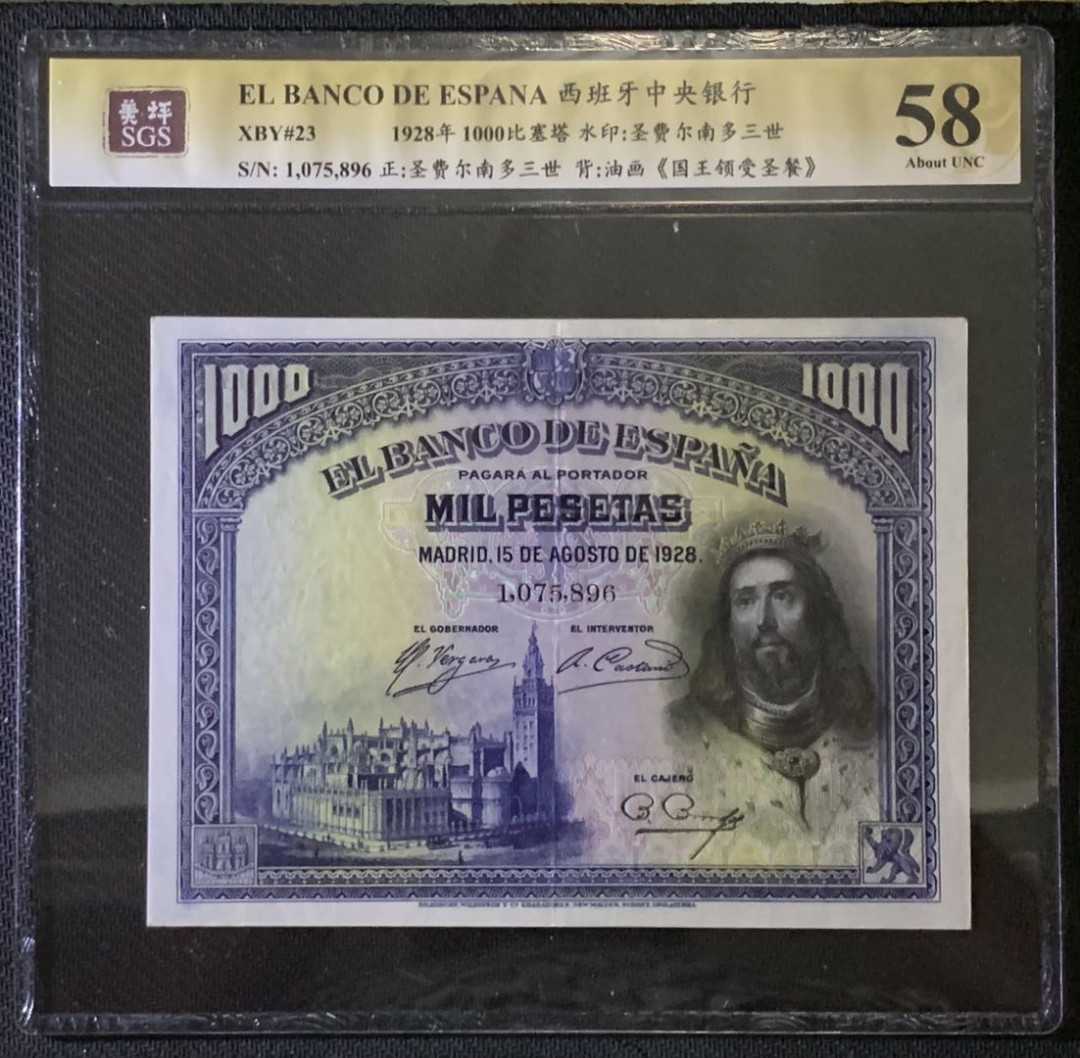 美坪
SGS
EL BANCO DE ESPANA 西班牙中央银行
XBY#23 1928年 1000比塞塔 水印:圣费尔南多三世
S/N: 1,075,896 正:圣费尔南多三世 背:油画《国王领受圣餐》
58
About UNC
1000 1000
EL BANCO DE ESPAÑA
PAGARÁ AL PORTADOR
MIL PESETAS
MADRID, 15 DE AGOSTO DE 1928.
1,075,896
EL GOBERNADOR EL INTERVENTOR
EL CAJERO